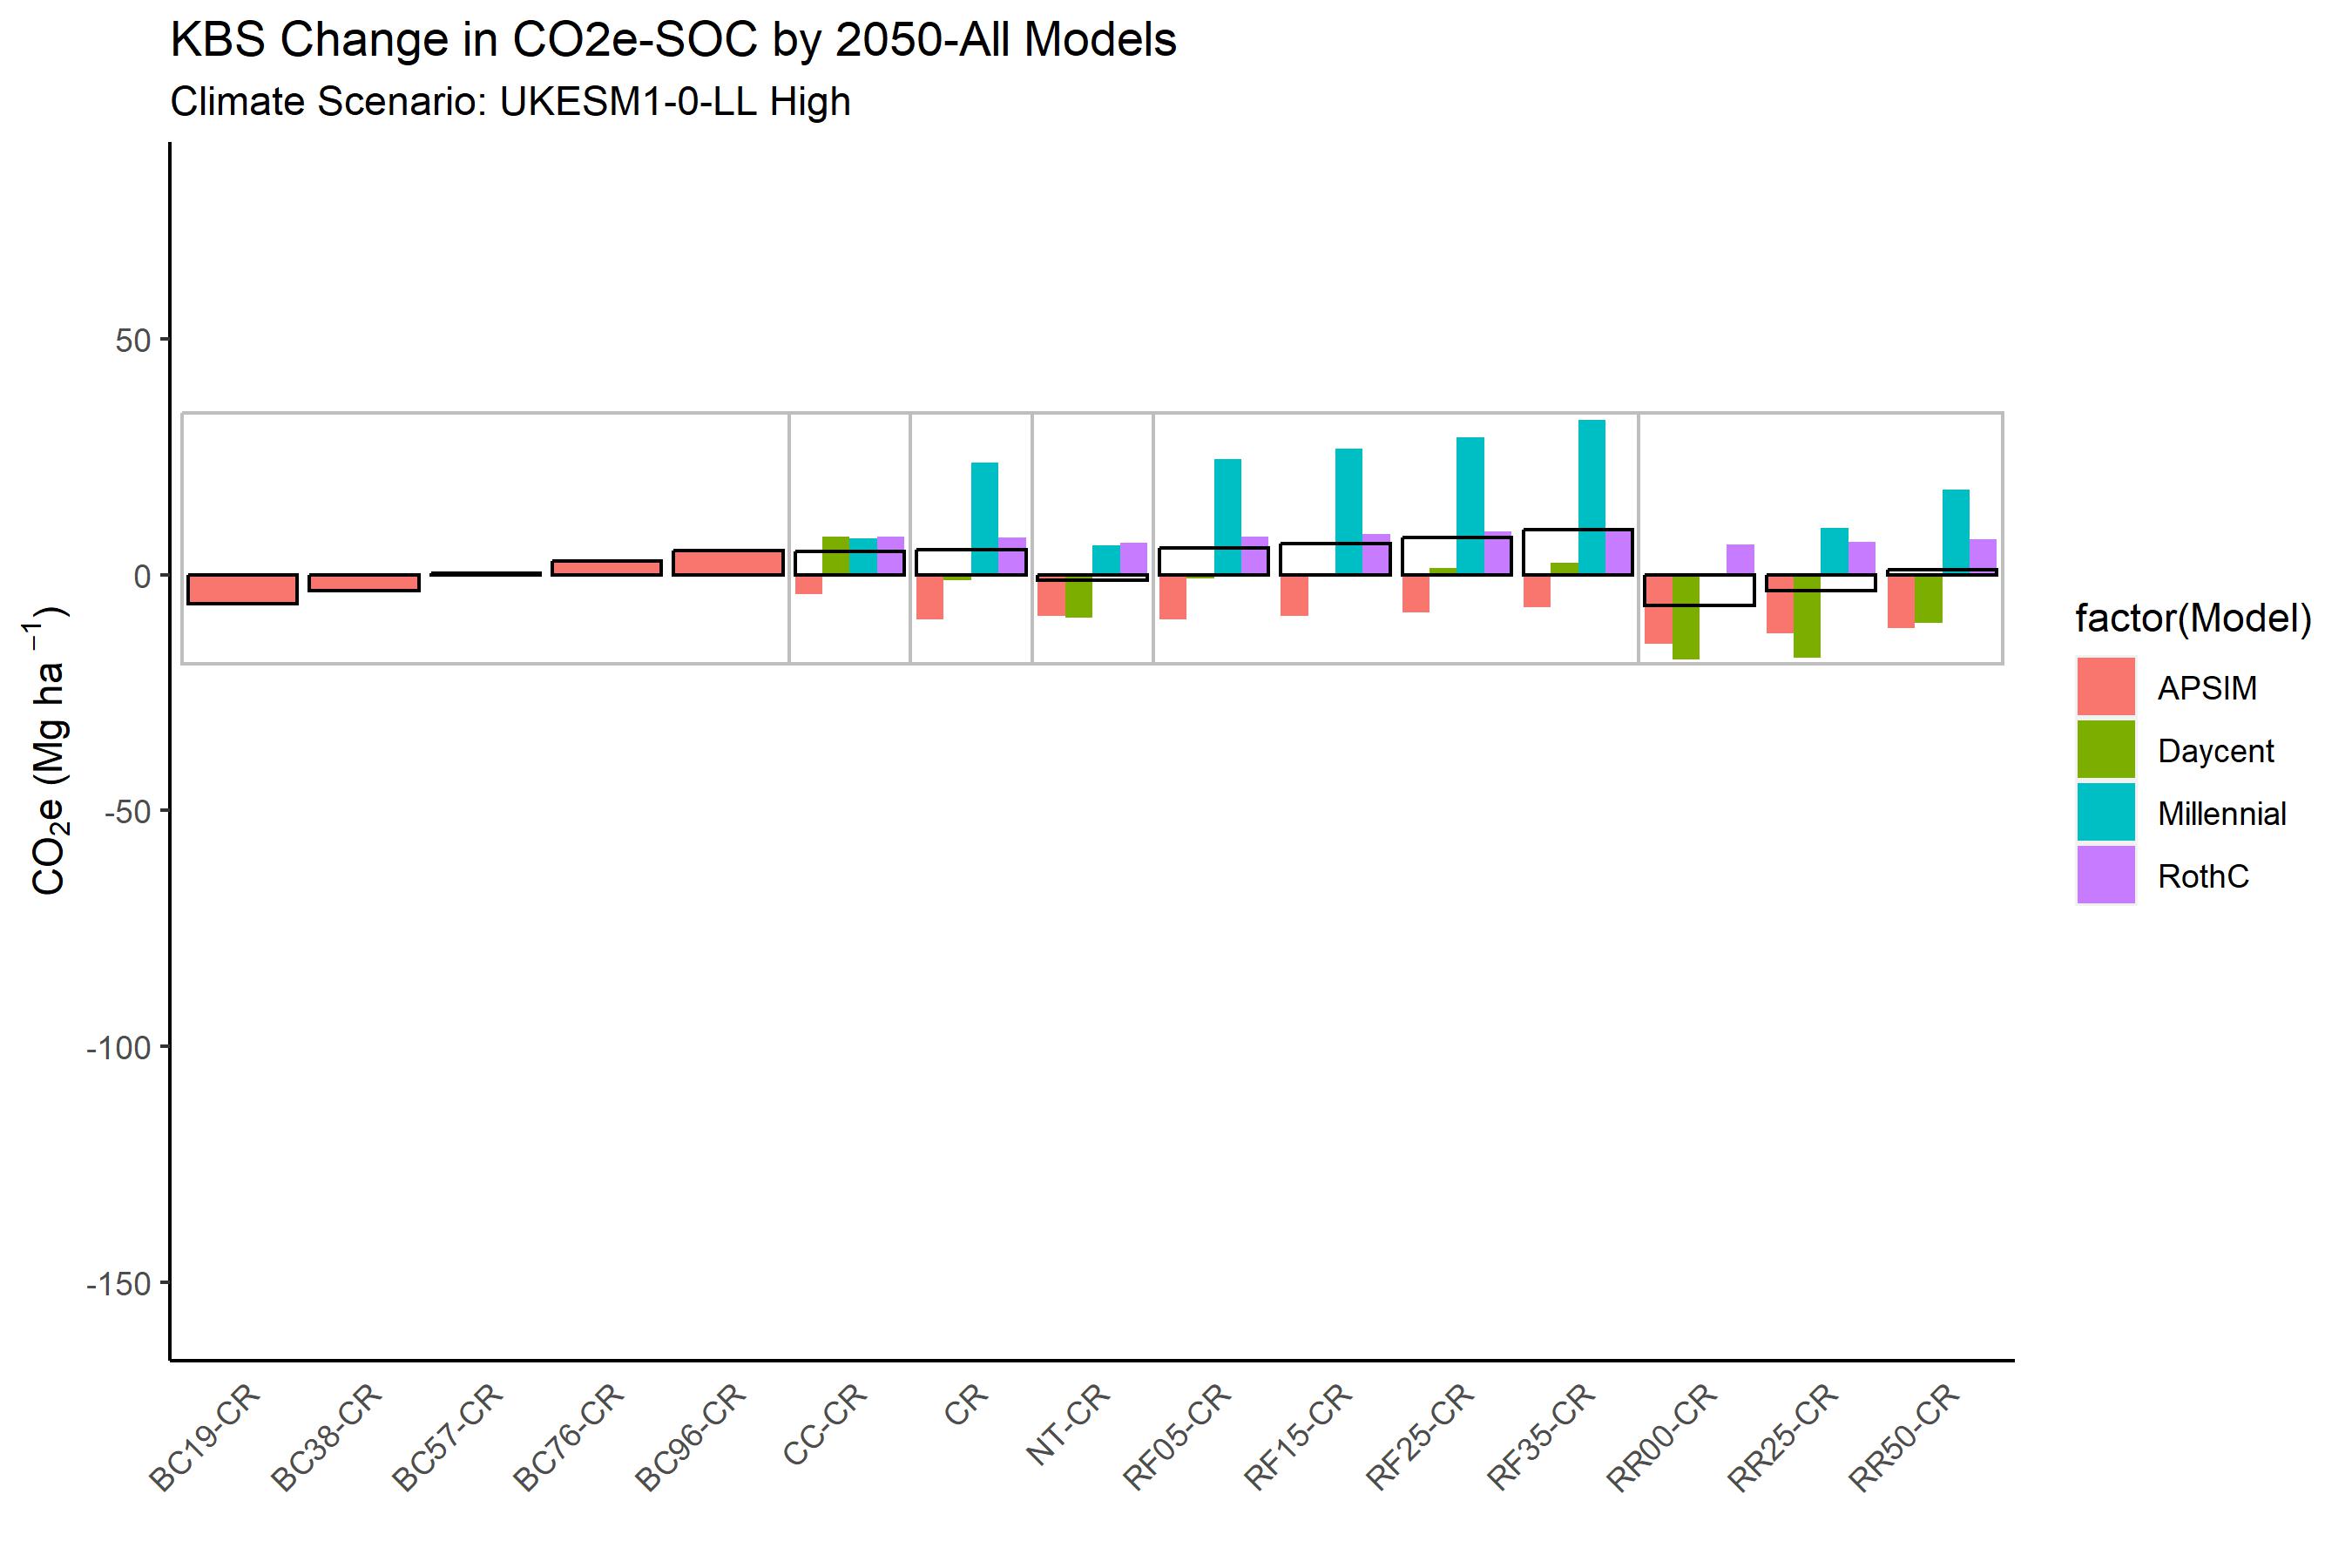 KBS Change in CO2e-SOC by 2050-All Models
Climate Scenario: UKESM1-0-LL High
CO₂e (Mg ha ⁻¹)
50
0
-50
-100
-150
BC19-CR
BC38-CR
BC57-CR
BC76-CR
BC96-CR
CC-CR
CR
NT-CR
RF05-CR
RF15-CR
RF25-CR
RF35-CR
RR00-CR
RR25-CR
RR50-CR
factor(Model)
APSIM
Daycent
Millennial
RothC